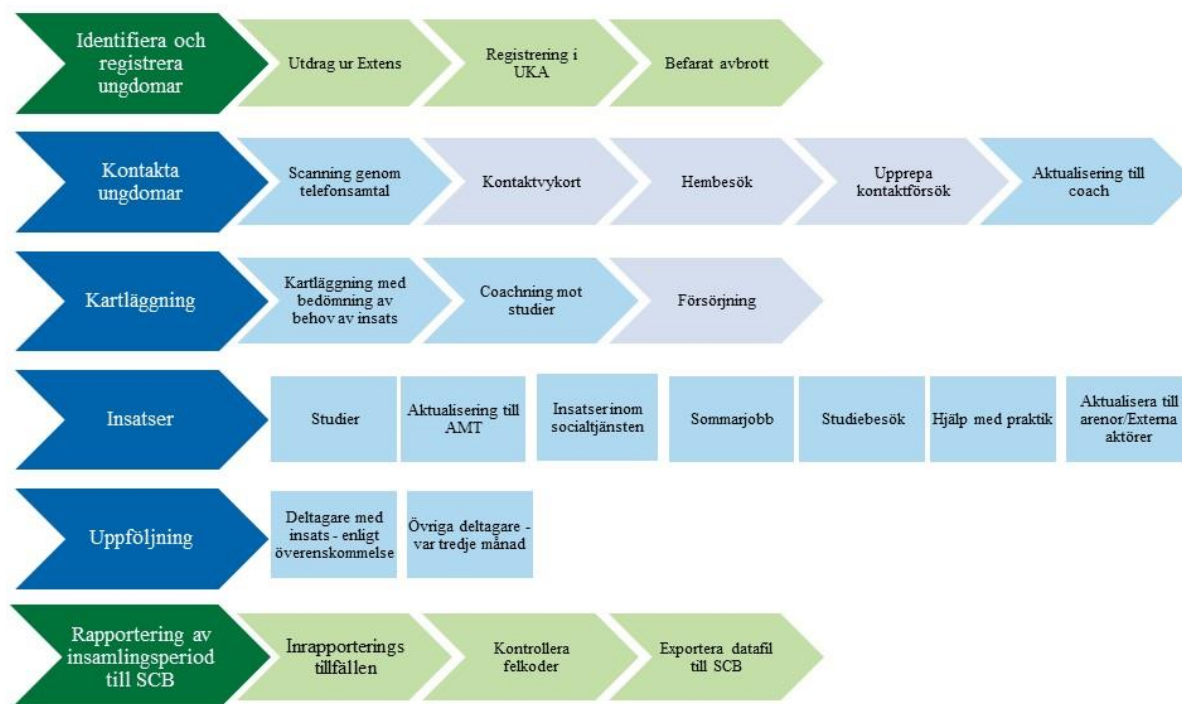 Identifiera och
registrera
ungdomar
Utdrag ur Extens
Registrering i
UKA
Befarat avbrott
Kontakta
ungdomar
Scanning genom
telefonsamtal
Kontaktvykort
Hembesök
Upprepa
kontaktförsök
Aktualisering till
coach
Kartläggning
Kartläggning med
bedömning av
behov av insats
Coachning mot
studier
Försörjning
Insatser
Studier
Aktualisering till
AMT
Insatser inom
socialtjänsten
Sommarjobb
Studiebesök
Hjälp med praktik
Aktualisera till
arenor/Externa
aktörer
Uppföljning
Deltagare med
insats - enligt
överenskommelse
Övriga deltagare -
var tredje månad
Rapportering av
insamlingsperiod
till SCB
Inrapporterings
tillfällen
Kontrollera
felkoder
Exportera datafil
till SCB